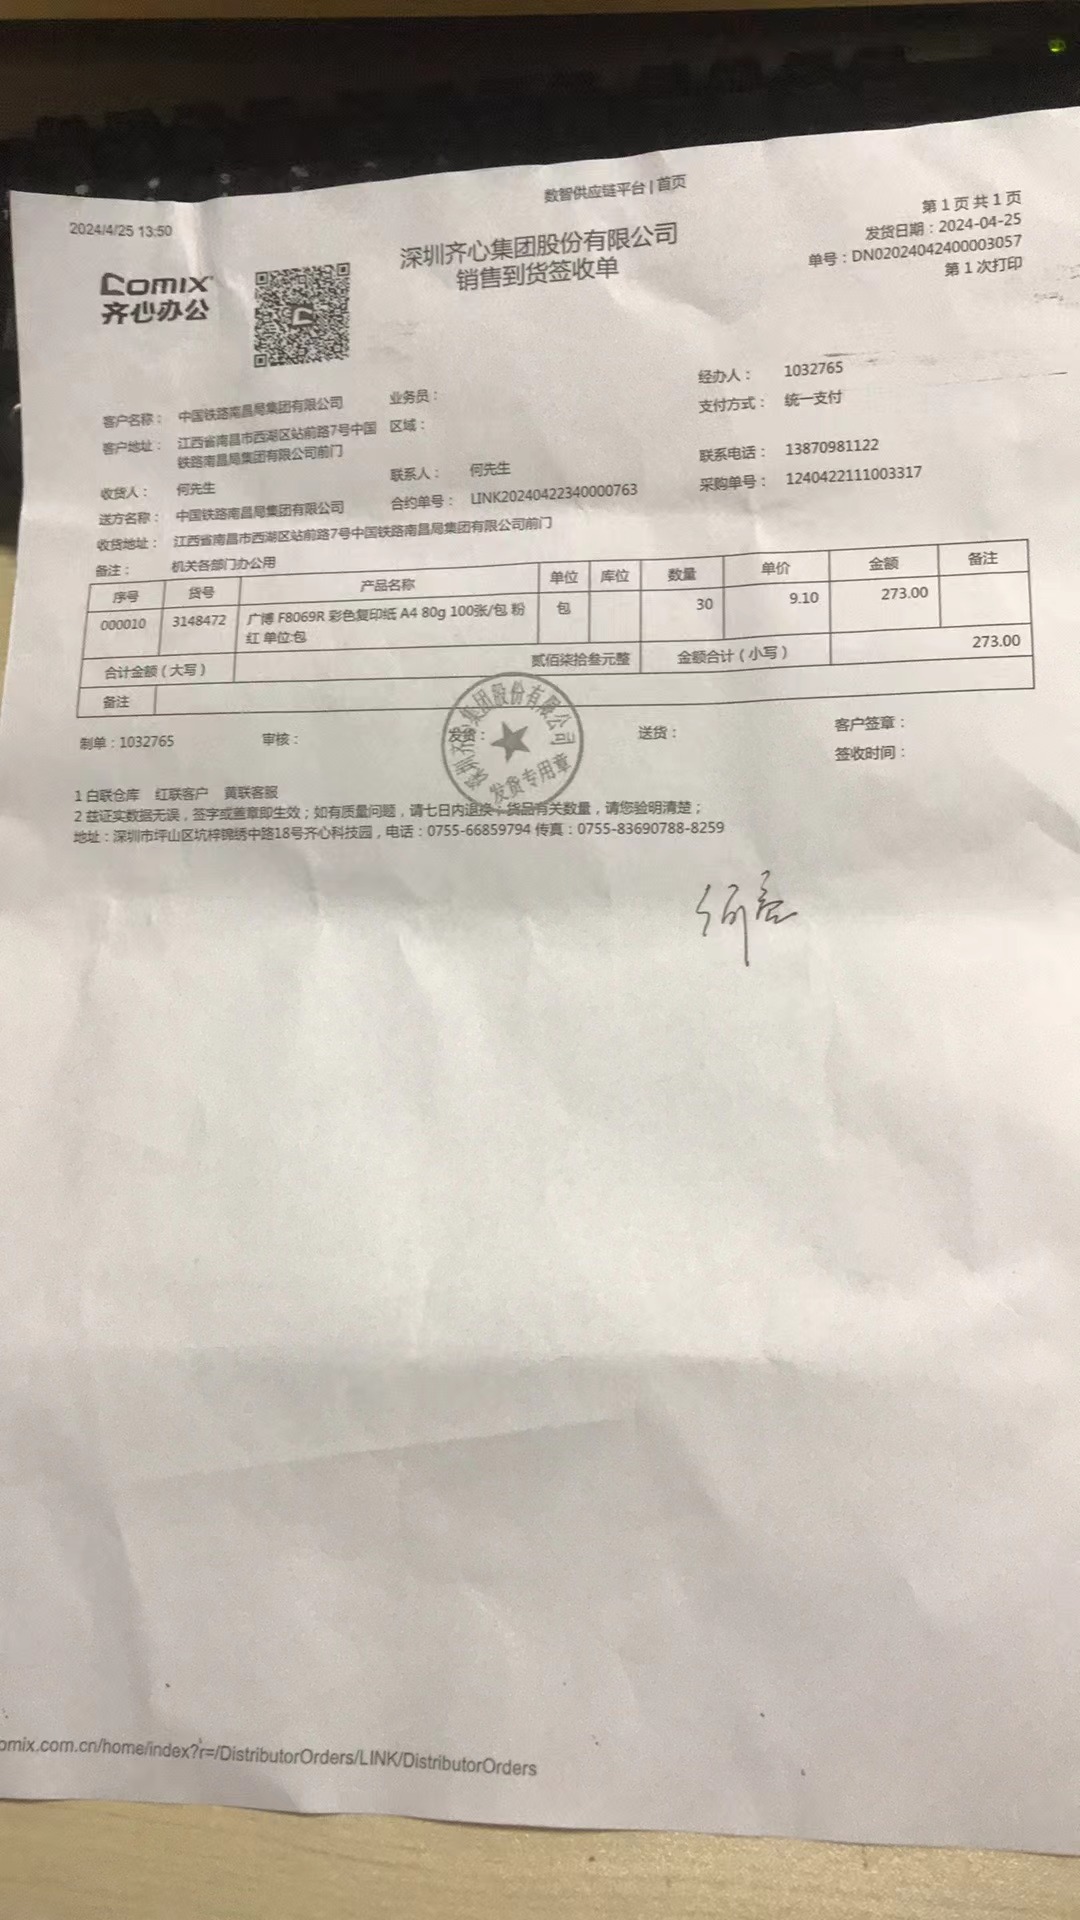 数智供应链平台 | 首页
2024/4/25 13:50
第 1 页 共 1 页
发货日期：2024-04-25
单号：DN02024042400003057
第 1 次打印
COMIX
齐心办公
深圳齐心集团股份有限公司
销售到货签收单
经办人： 1032765
客户名称： 中国铁路南昌局集团有限公司 业务员： 支付方式： 统一支付
客户地址： 江西省南昌市西湖区站前路7号中国 区域：
铁路南昌局集团有限公司前门
收货人： 何先生 联系人： 何先生 联系电话： 13870981122
送方名称： 中国铁路南昌局集团有限公司 合约单号： LINK20240422340000763 采购单号： 1240422111003317
收货地址： 江西省南昌市西湖区站前路7号中国铁路南昌局集团有限公司前门
备注： 机关各部门办公用
序号 货号 产品名称 单位 库位 数量 单价 金额 备注
000010 3148472 广博 F8069R 彩色复印纸 A4 80g 100张/包 粉 包 30 9.10 273.00
红 单位:包
合计金额（大写） 贰佰柒拾叁元整 金额合计（小写） 273.00
备注
制单：1032765 审核： 发货： 送货： 客户签章：
签收时间：
深圳齐心集团股份有限公司
发货专用章
1 白联仓库 红联客户 黄联客服
2 兹证实数据无误，签字或盖章即生效；如有质量问题，请七日内退换；货品有关数量，请您验明清楚；
地址：深圳市坪山区坑梓锦绣中路18号齐心科技园，电话：0755-66859794 传真：0755-83690788-8259
omix.com.cn/home/index?r=/DistributorOrders/LINK/DistributorOrders